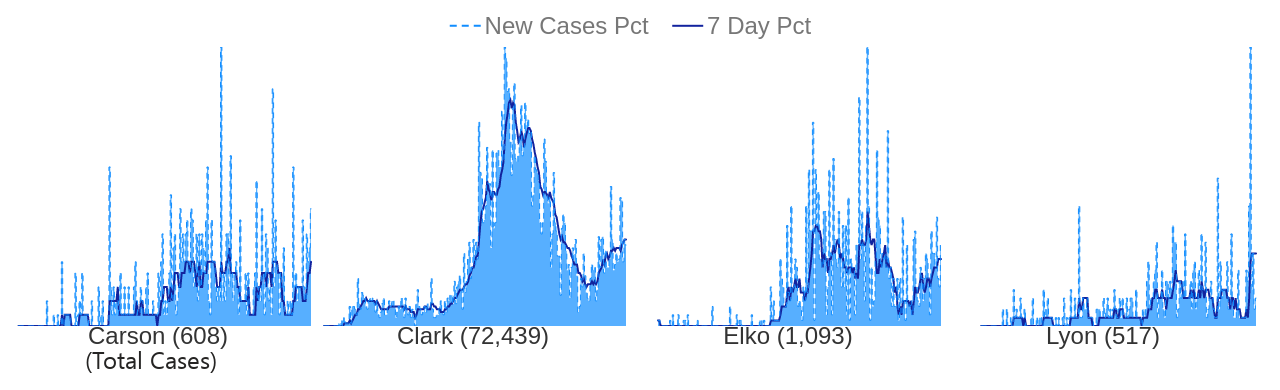 New Cases Pct 7 Day Pct
Carson (608) Clark (72,439) Elko (1,093) Lyon (517)
(Total Cases)